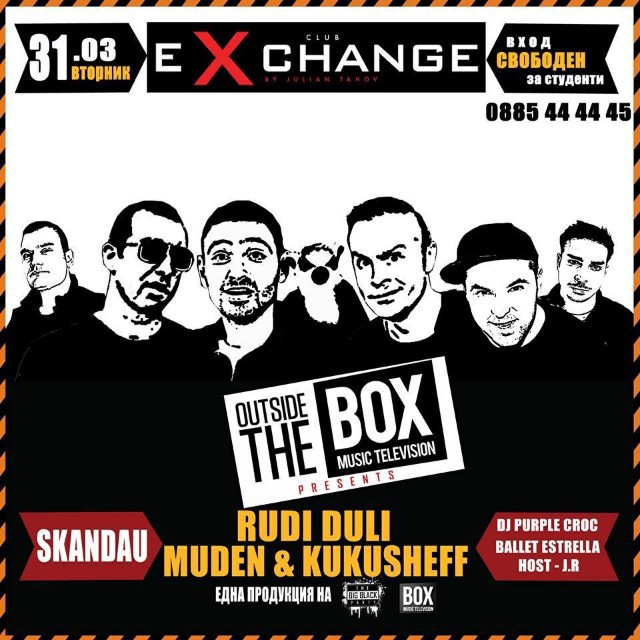 31.03
ВТОРНИК
CLUB
EXCHANGE
BY JULIAN TAHOV
ВХОД
СВОБОДЕН
ЗА СТУДЕНТИ
0885 44 44 45
OUTSIDE
THE
BOX
MUSIC TELEVISION
PRESENTS
SKANDAU
RUDI DULI
MUDEN & KUKUSHEFF
DJ PURPLE CROC
BALLET ESTRELLA
HOST - J.R
ЕДНА ПРОДУКЦИЯ НА
THE
BIG BLACK
PARTY
BOX
MUSIC TELEVISION